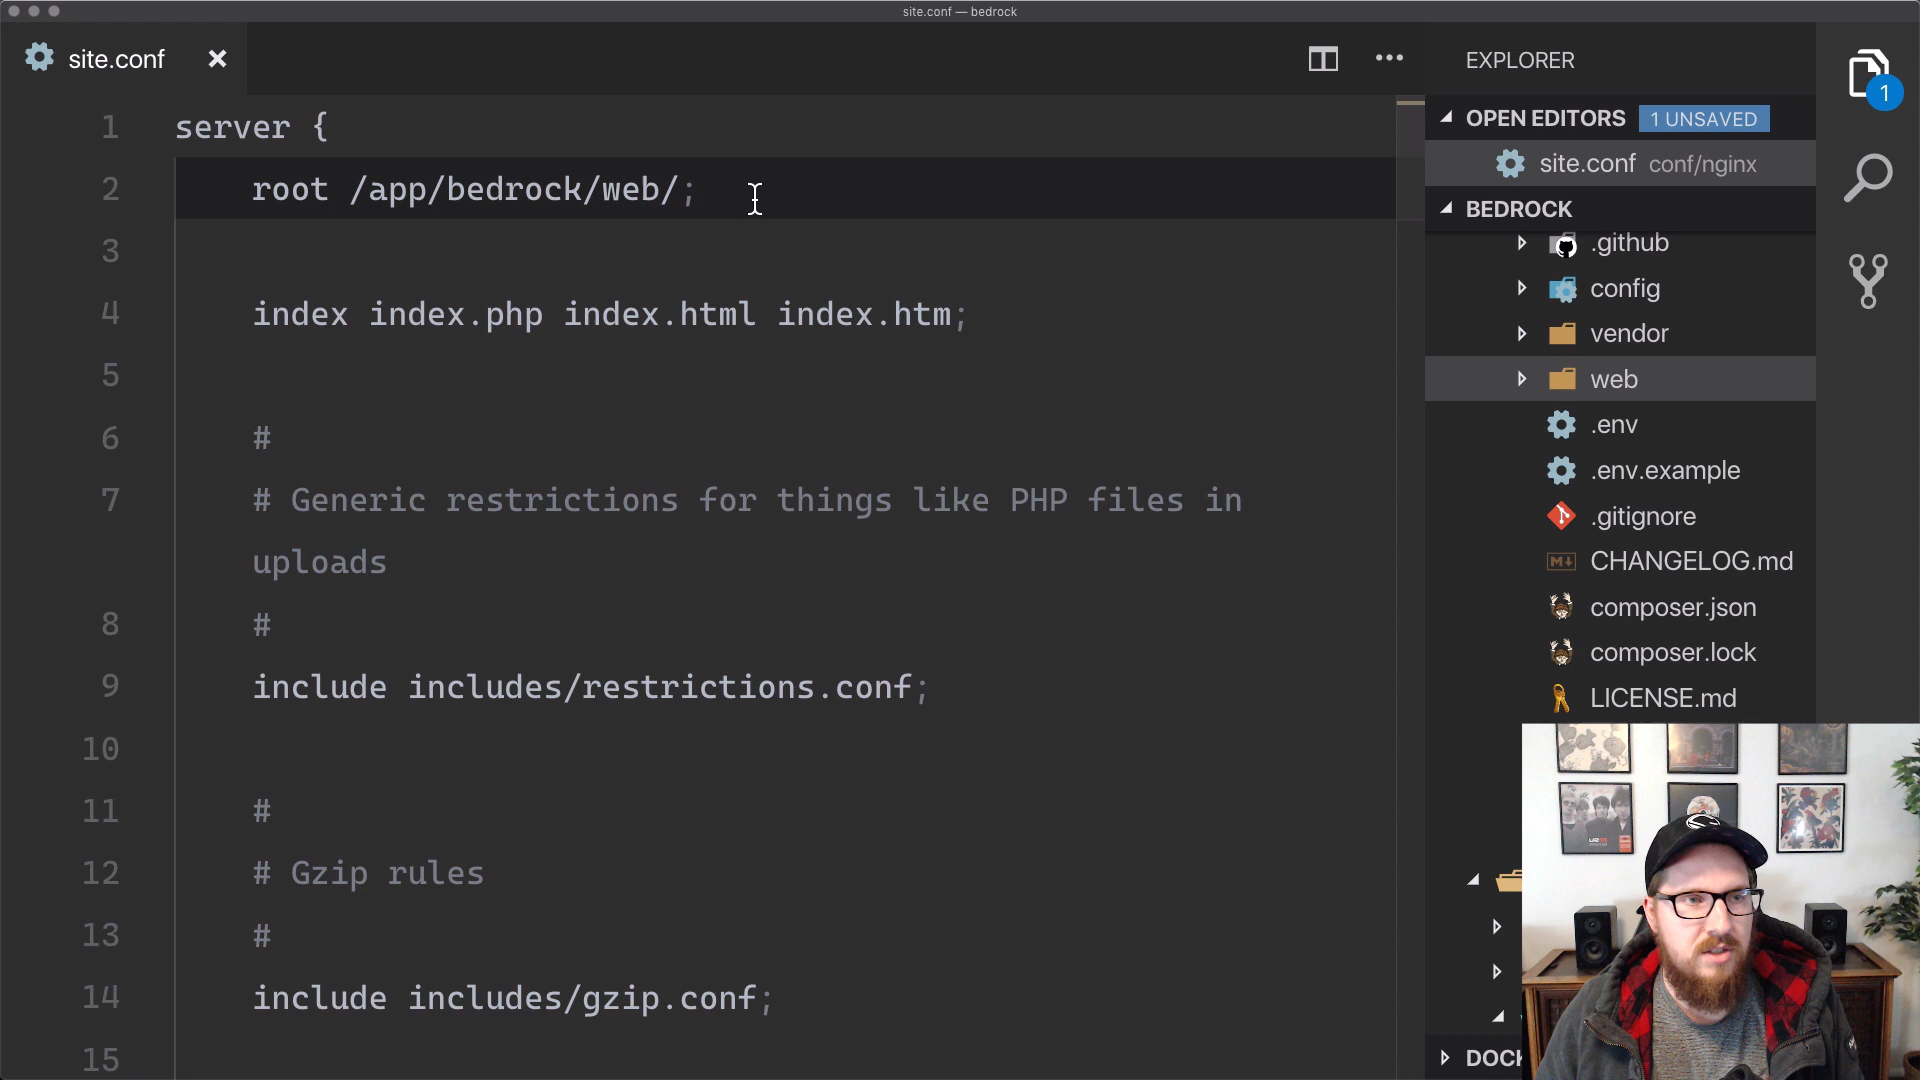 site.conf — bedrock
site.conf
EXPLORER
1
OPEN EDITORS 1 UNSAVED
site.conf conf/nginx
BEDROCK
.github
config
vendor
web
.env
.env.example
.gitignore
CHANGELOG.md
composer.json
composer.lock
LICENSE.md
DOCK
1 server {
2 root /app/bedrock/web/;
3
4 index index.php index.html index.htm;
5
6 #
7 # Generic restrictions for things like PHP files in
uploads
8 #
9 include includes/restrictions.conf;
10
11 #
12 # Gzip rules
13 #
14 include includes/gzip.conf;
15